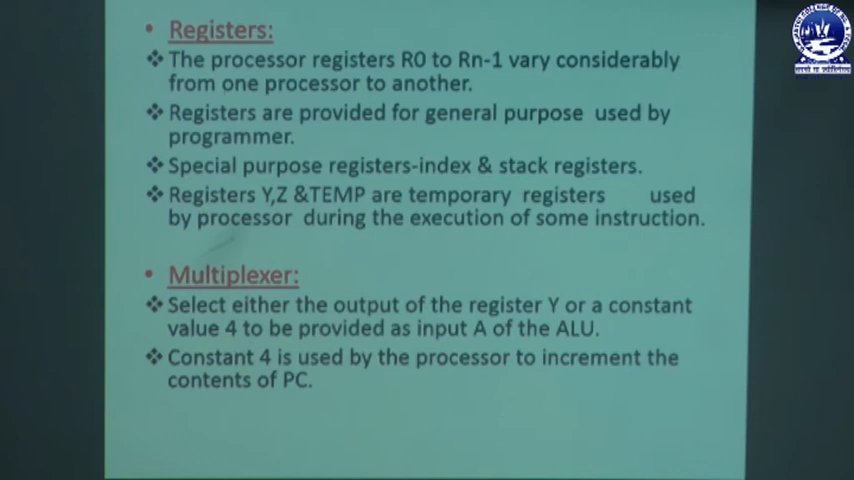 • Registers:
❖ The processor registers R0 to Rn-1 vary considerably
from one processor to another.
❖ Registers are provided for general purpose used by
programmer.
❖ Special purpose registers-index & stack registers.
❖ Registers Y,Z &TEMP are temporary registers used
by processor during the execution of some instruction.
• Multiplexer:
❖ Select either the output of the register Y or a constant
value 4 to be provided as input A of the ALU.
❖ Constant 4 is used by the processor to increment the
contents of PC.